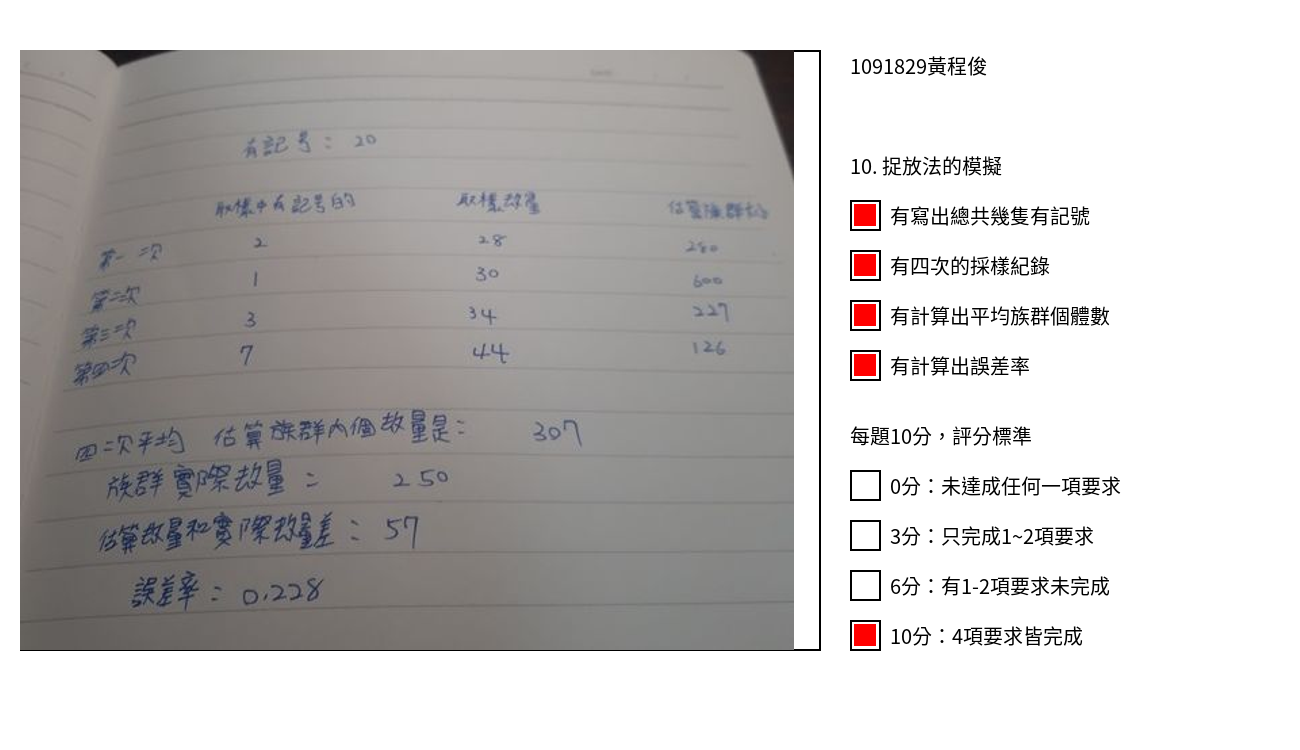 有記号：20
取樣中有記号的 取樣數量 估算族群大小
第一次 2 28 280
第二次 1 30 600
第三次 3 34 227
第四次 7 44 126
四次平均 估算族群內個數量是： 307
族群實際數量： 250
估算數量和實際數量差：57
誤差率：0.228
1091829黃程俊
10. 捉放法的模擬
有寫出總共幾隻有記號
有四次的採樣紀錄
有計算出平均族群個體數
有計算出誤差率
每題10分，評分標準
0分：未達成任何一項要求
3分：只完成1~2項要求
6分：有1-2項要求未完成
10分：4項要求皆完成